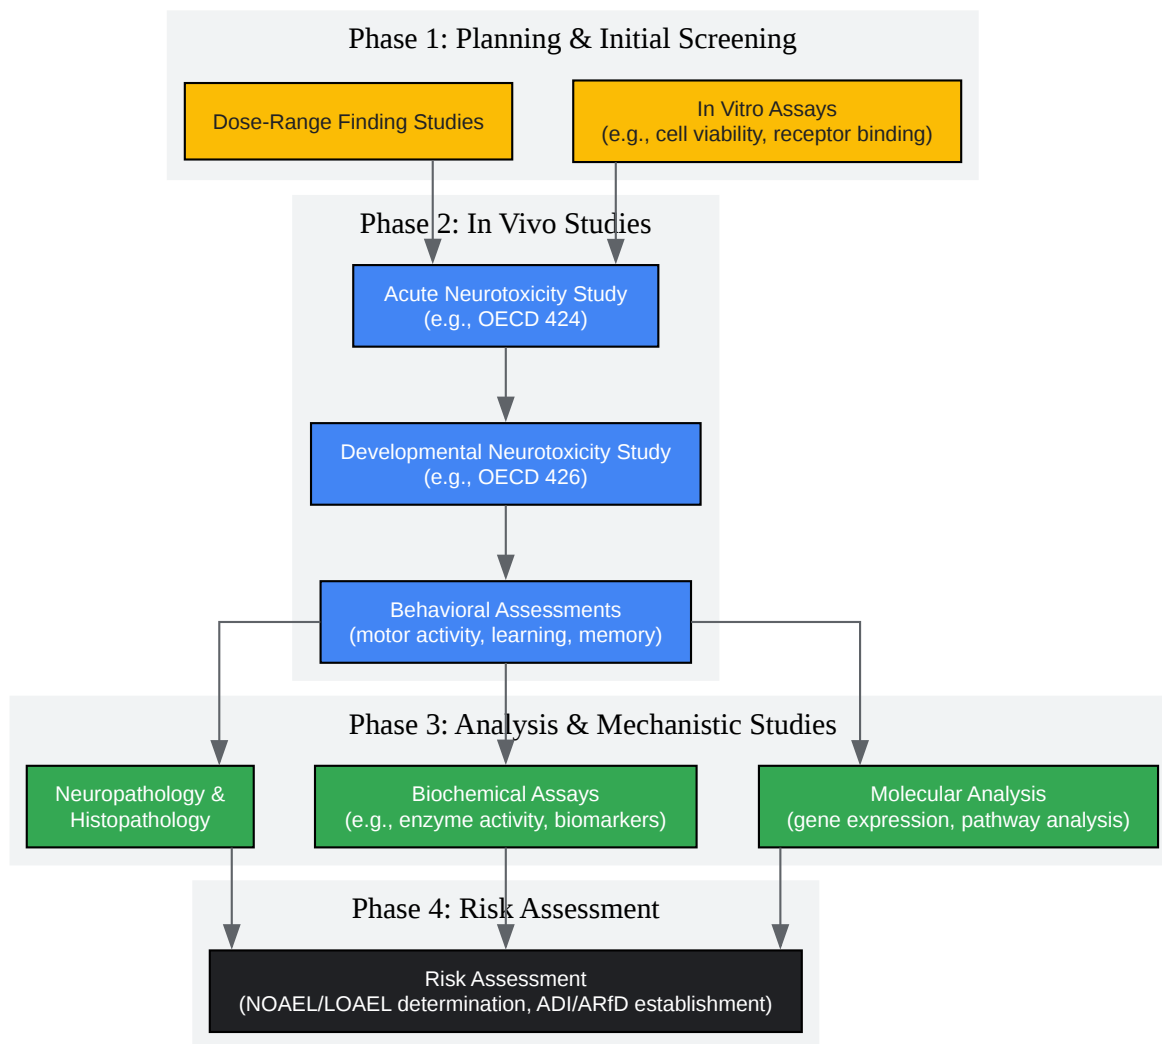 Phase 1: Planning & Initial Screening
Dose-Range Finding Studies
In Vitro Assays
(e.g., cell viability, receptor binding)
Phase 2: In Vivo Studies
Acute Neurotoxicity Study
(e.g., OECD 424)
Developmental Neurotoxicity Study
(e.g., OECD 426)
Behavioral Assessments
(motor activity, learning, memory)
Phase 3: Analysis & Mechanistic Studies
Neuropathology &
Histopathology
Biochemical Assays
(e.g., enzyme activity, biomarkers)
Molecular Analysis
(gene expression, pathway analysis)
Phase 4: Risk Assessment
Risk Assessment
(NOAEL/LOAEL determination, ADI/ARfD establishment)